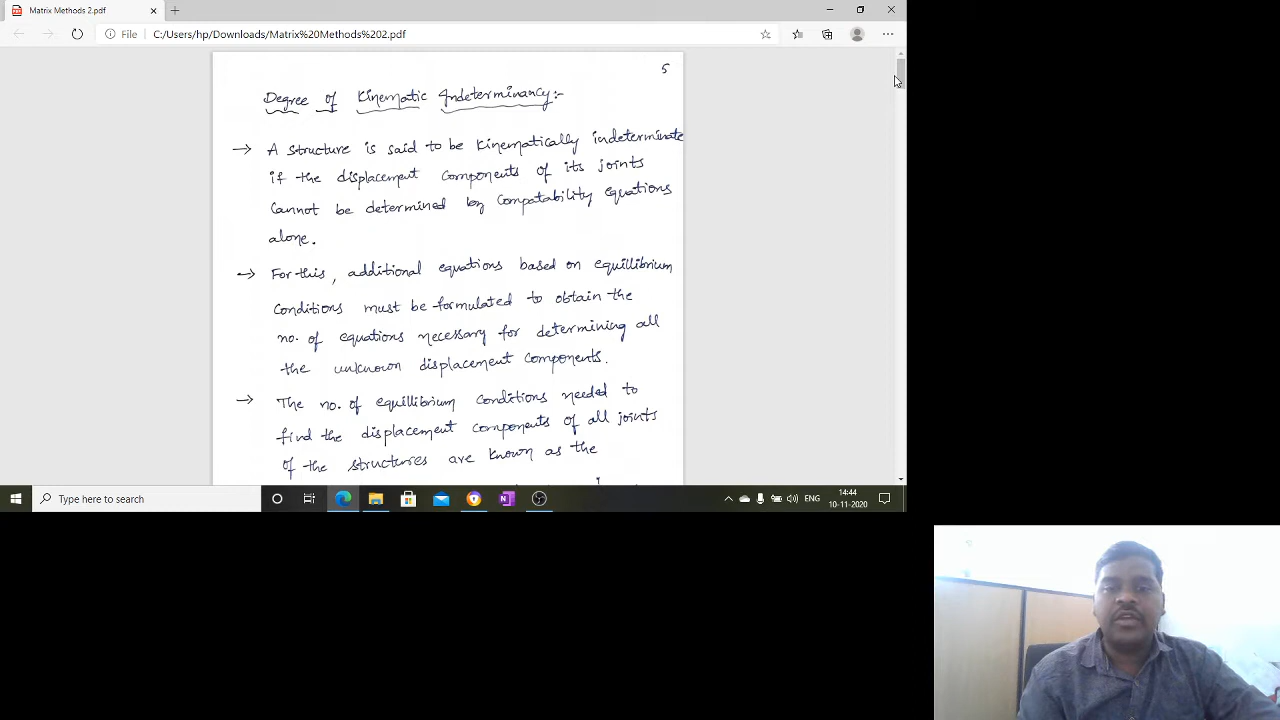 Matrix Methods 2.pdf
File
C:/Users/hp/Downloads/Matrix%20Methods%202.pdf
5
Degree of Kinematic Indeterminancy:-
→ A structure is said to be kinematically indeterminate
if the displacement components of its joints
cannot be determined by compatability equations
alone.
→ For this, additional equations based on equillibrium
conditions must be formulated to obtain the
no. of equations necessary for determining all
the unknown displacement components.
→ The no. of equillibrium conditions needed to
find the displacement components of all joints
of the structures are known as the
Type here to search
ENG
14:44
10-11-2020